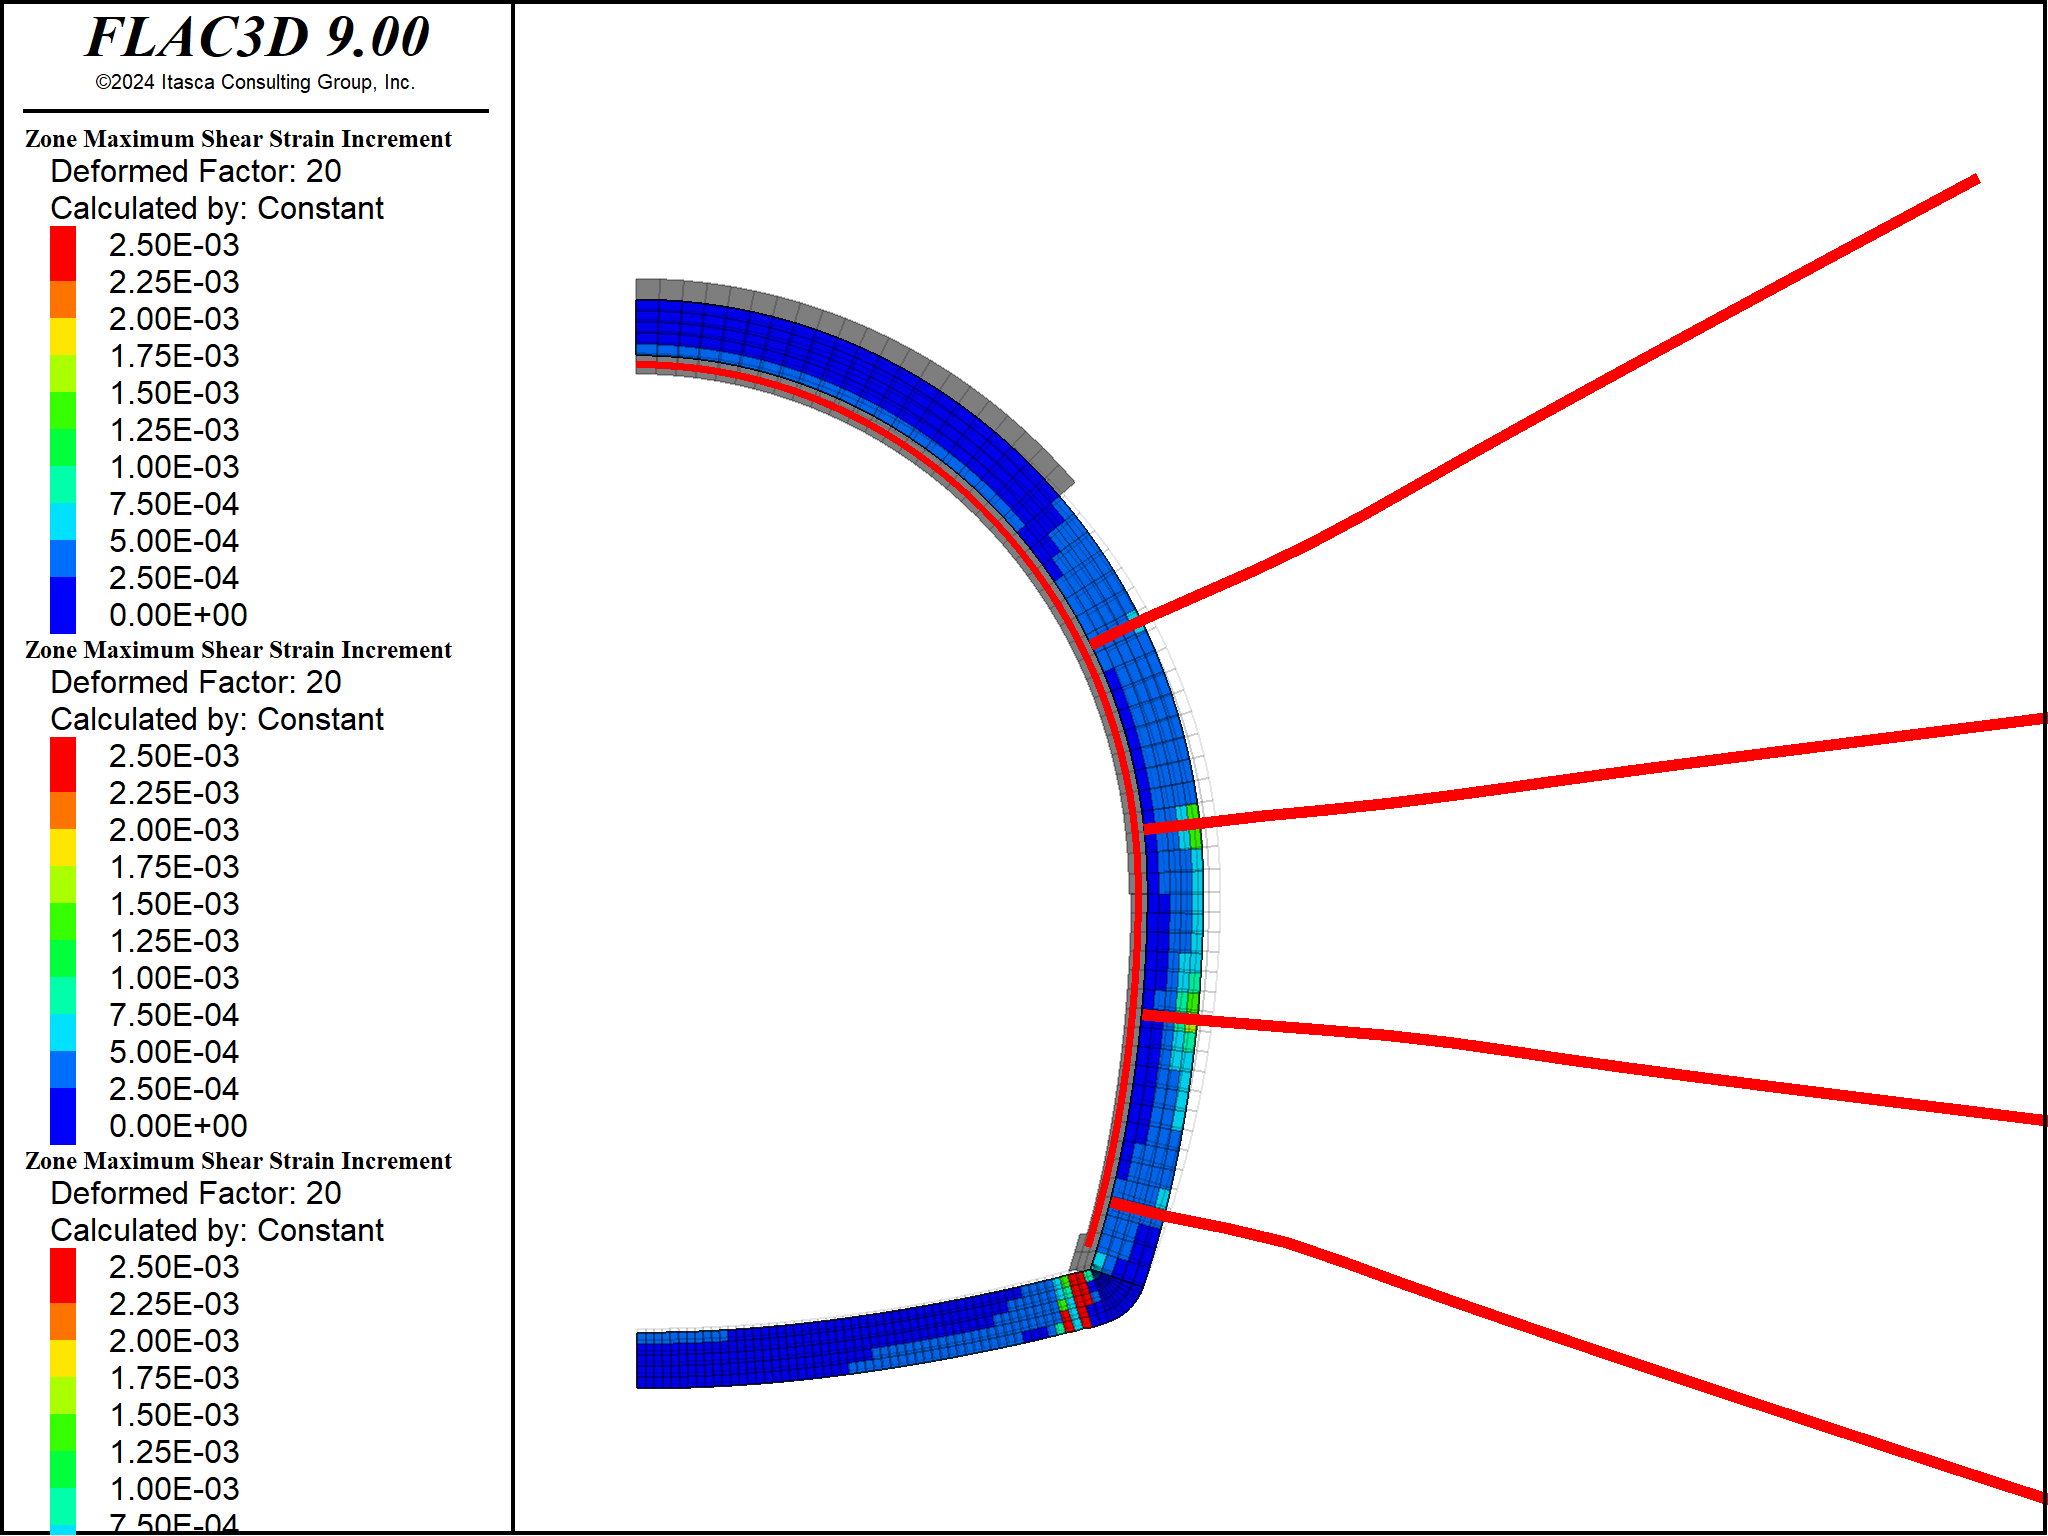 FLAC3D 9.00
©2024 Itasca Consulting Group, Inc.
Zone Maximum Shear Strain Increment
Deformed Factor: 20
Calculated by: Constant
2.50E-03
2.25E-03
2.00E-03
1.75E-03
1.50E-03
1.25E-03
1.00E-03
7.50E-04
5.00E-04
2.50E-04
0.00E+00
Zone Maximum Shear Strain Increment
Deformed Factor: 20
Calculated by: Constant
2.50E-03
2.25E-03
2.00E-03
1.75E-03
1.50E-03
1.25E-03
1.00E-03
7.50E-04
5.00E-04
2.50E-04
0.00E+00
Zone Maximum Shear Strain Increment
Deformed Factor: 20
Calculated by: Constant
2.50E-03
2.25E-03
2.00E-03
1.75E-03
1.50E-03
1.25E-03
1.00E-03
7.50E-04